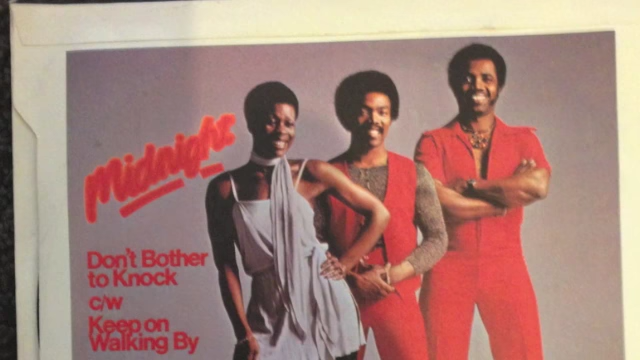 Midnight
Don't Bother
to Knock
c/w
Keep on
Walking By